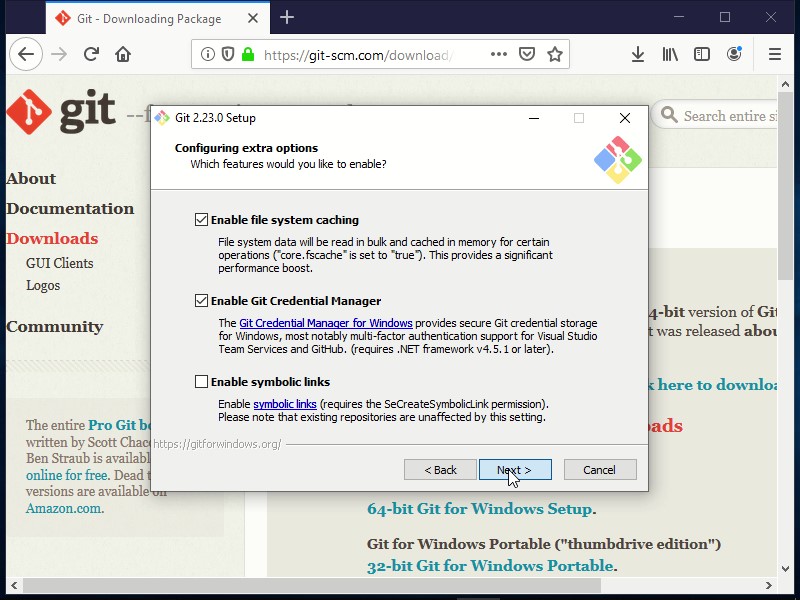 Git - Downloading Package
https://git-scm.com/download/
git
Search entire si
About
Documentation
Downloads
GUI Clients
Logos
Community
The entire Pro Git bo
written by Scott Chaco
Ben Straub is availabl
online for free. Dead t
versions are available on
Amazon.com.
Git 2.23.0 Setup
Configuring extra options
Which features would you like to enable?
Enable file system caching
File system data will be read in bulk and cached in memory for certain
operations ("core.fscache" is set to "true"). This provides a significant
performance boost.
Enable Git Credential Manager
The Git Credential Manager for Windows provides secure Git credential storage
for Windows, most notably multi-factor authentication support for Visual Studio
Team Services and GitHub. (requires .NET framework v4.5.1 or later).
Enable symbolic links
Enable symbolic links (requires the SeCreateSymbolicLink permission).
Please note that existing repositories are unaffected by this setting.
https://gitforwindows.org/
< Back
Next >
Cancel
4-bit version of Git
t was released abou
k here to downloa
ads
64-bit Git for Windows Setup.
Git for Windows Portable ("thumbdrive edition")
32-bit Git for Windows Portable.